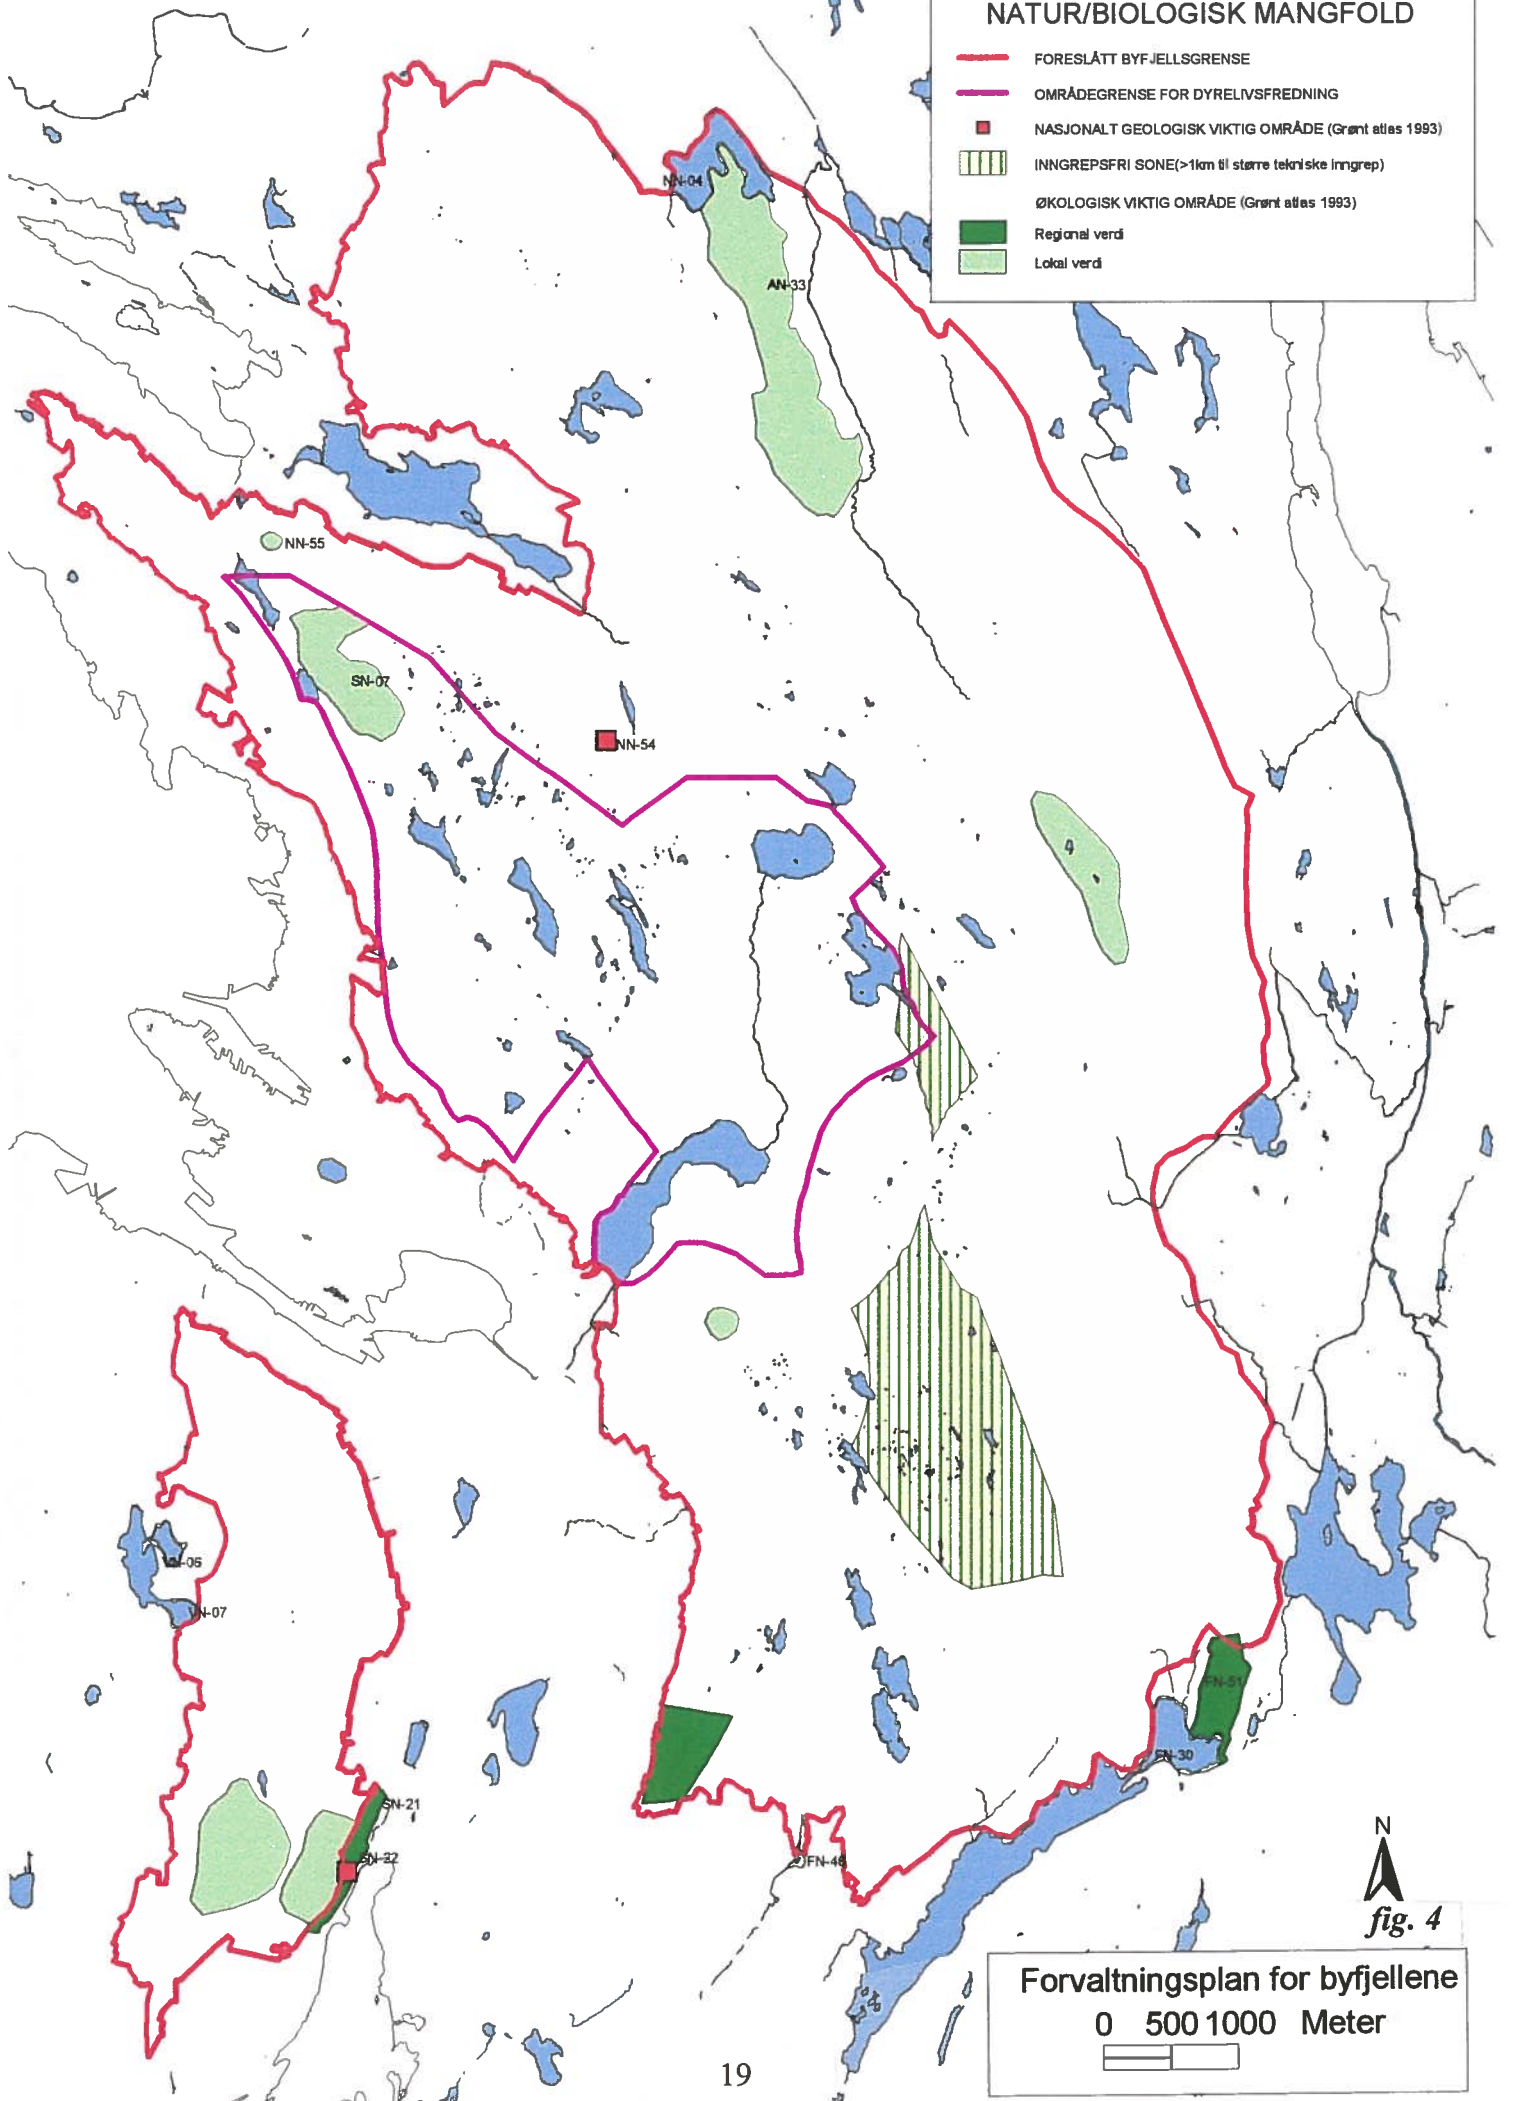 NATUR/BIOLOGISK MANGFOLD
FORESLÅTT BYFJELLSGRENSE
OMRÅDEGRENSE FOR DYRELIVSFREDNING
NASJONALT GEOLOGISK VIKTIG OMRÅDE (Grønt atlas 1993)
INNGREPSFRI SONE(>1km til større tekniske inngrep)
ØKOLOGISK VIKTIG OMRÅDE (Grønt atlas 1993)
Regional verdi
Lokal verdi
NN-04
AN-33
NN-55
SN-07
NN-54
VN-06
VN-07
FN-51
FN-30
SN-21
SN-22
FN-48
N
fig. 4
Forvaltningsplan for byfjellene
0 500 1000 Meter
19